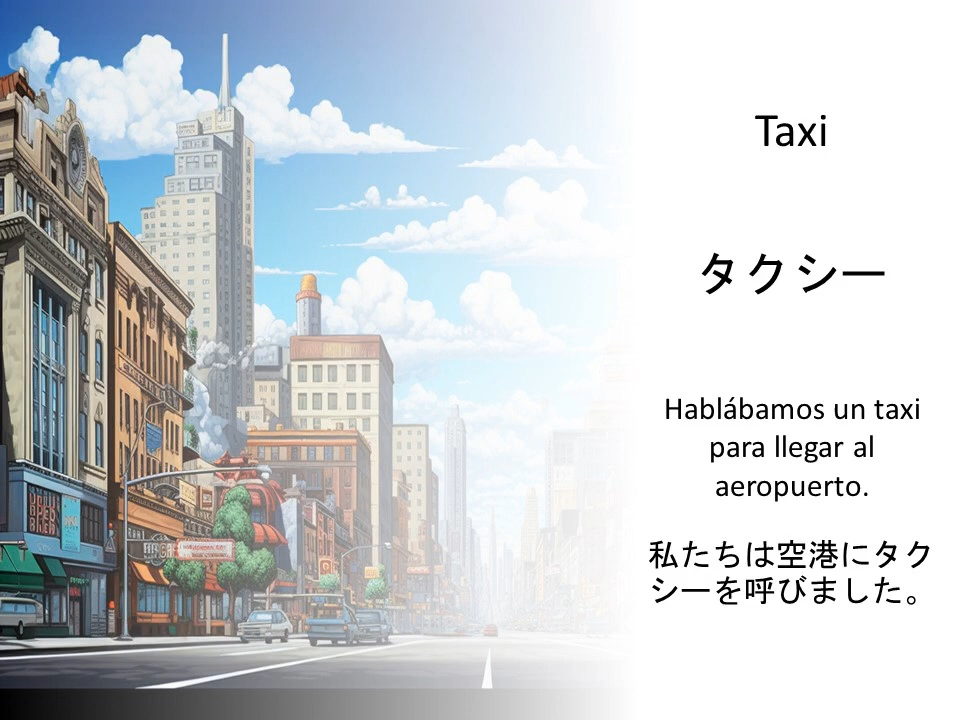 Taxi
タクシー
Hablábamos un taxi
para llegar al
aeropuerto.
私たちは空港にタク
シーを呼びました。